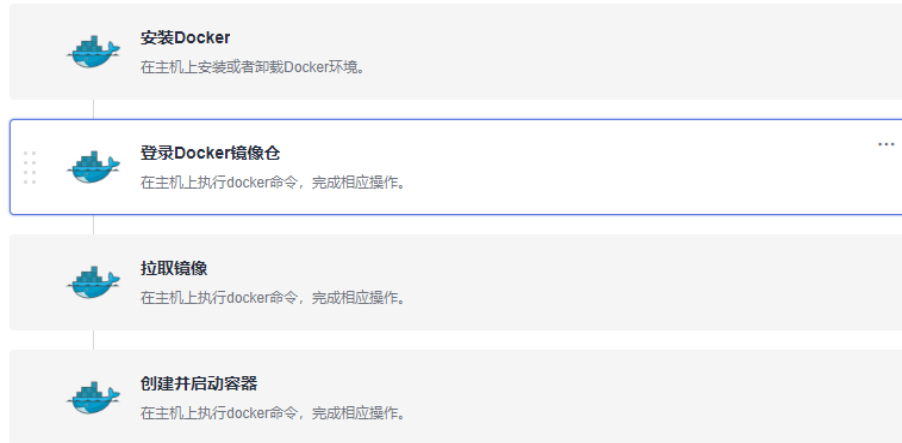 安装Docker
在主机上安装或者卸载Docker环境。
登录Docker镜像仓
在主机上执行docker命令，完成相应操作。
拉取镜像
在主机上执行docker命令，完成相应操作。
创建并启动容器
在主机上执行docker命令，完成相应操作。